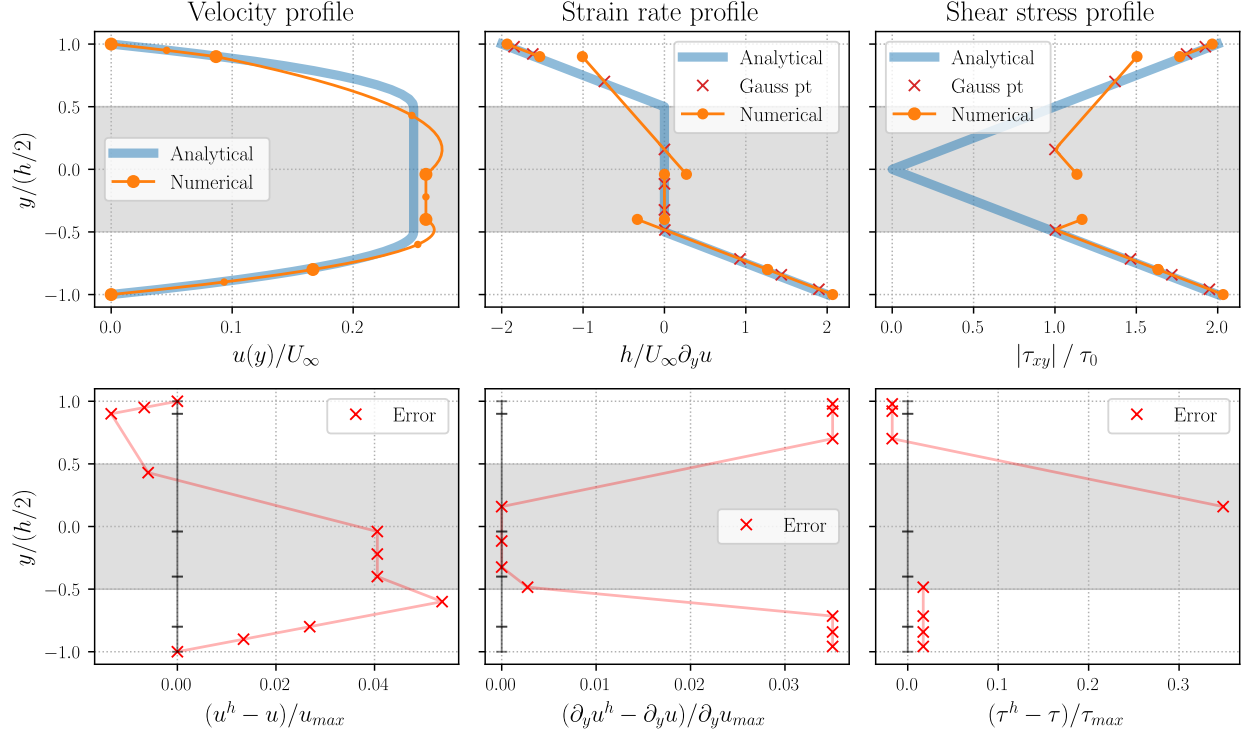 Velocity profile
Strain rate profile
Shear stress profile
1.0
0.5
0.0
−0.5
−1.0
y/(h/2)
Analytical
Numerical
0.0
0.1
0.2
u(y)/U∞
Analytical
Gauss pt
Numerical
−2
−1
0
1
2
h/U∞∂yu
Analytical
Gauss pt
Numerical
0.0
0.5
1.0
1.5
2.0
|τxy| / τ0
1.0
0.5
0.0
−0.5
−1.0
y/(h/2)
Error
0.00
0.02
0.04
(u^h − u)/u_max
Error
0.00
0.01
0.02
0.03
(∂yu^h − ∂yu)/∂yu_max
Error
0.0
0.1
0.2
0.3
(τ^h − τ)/τ_max